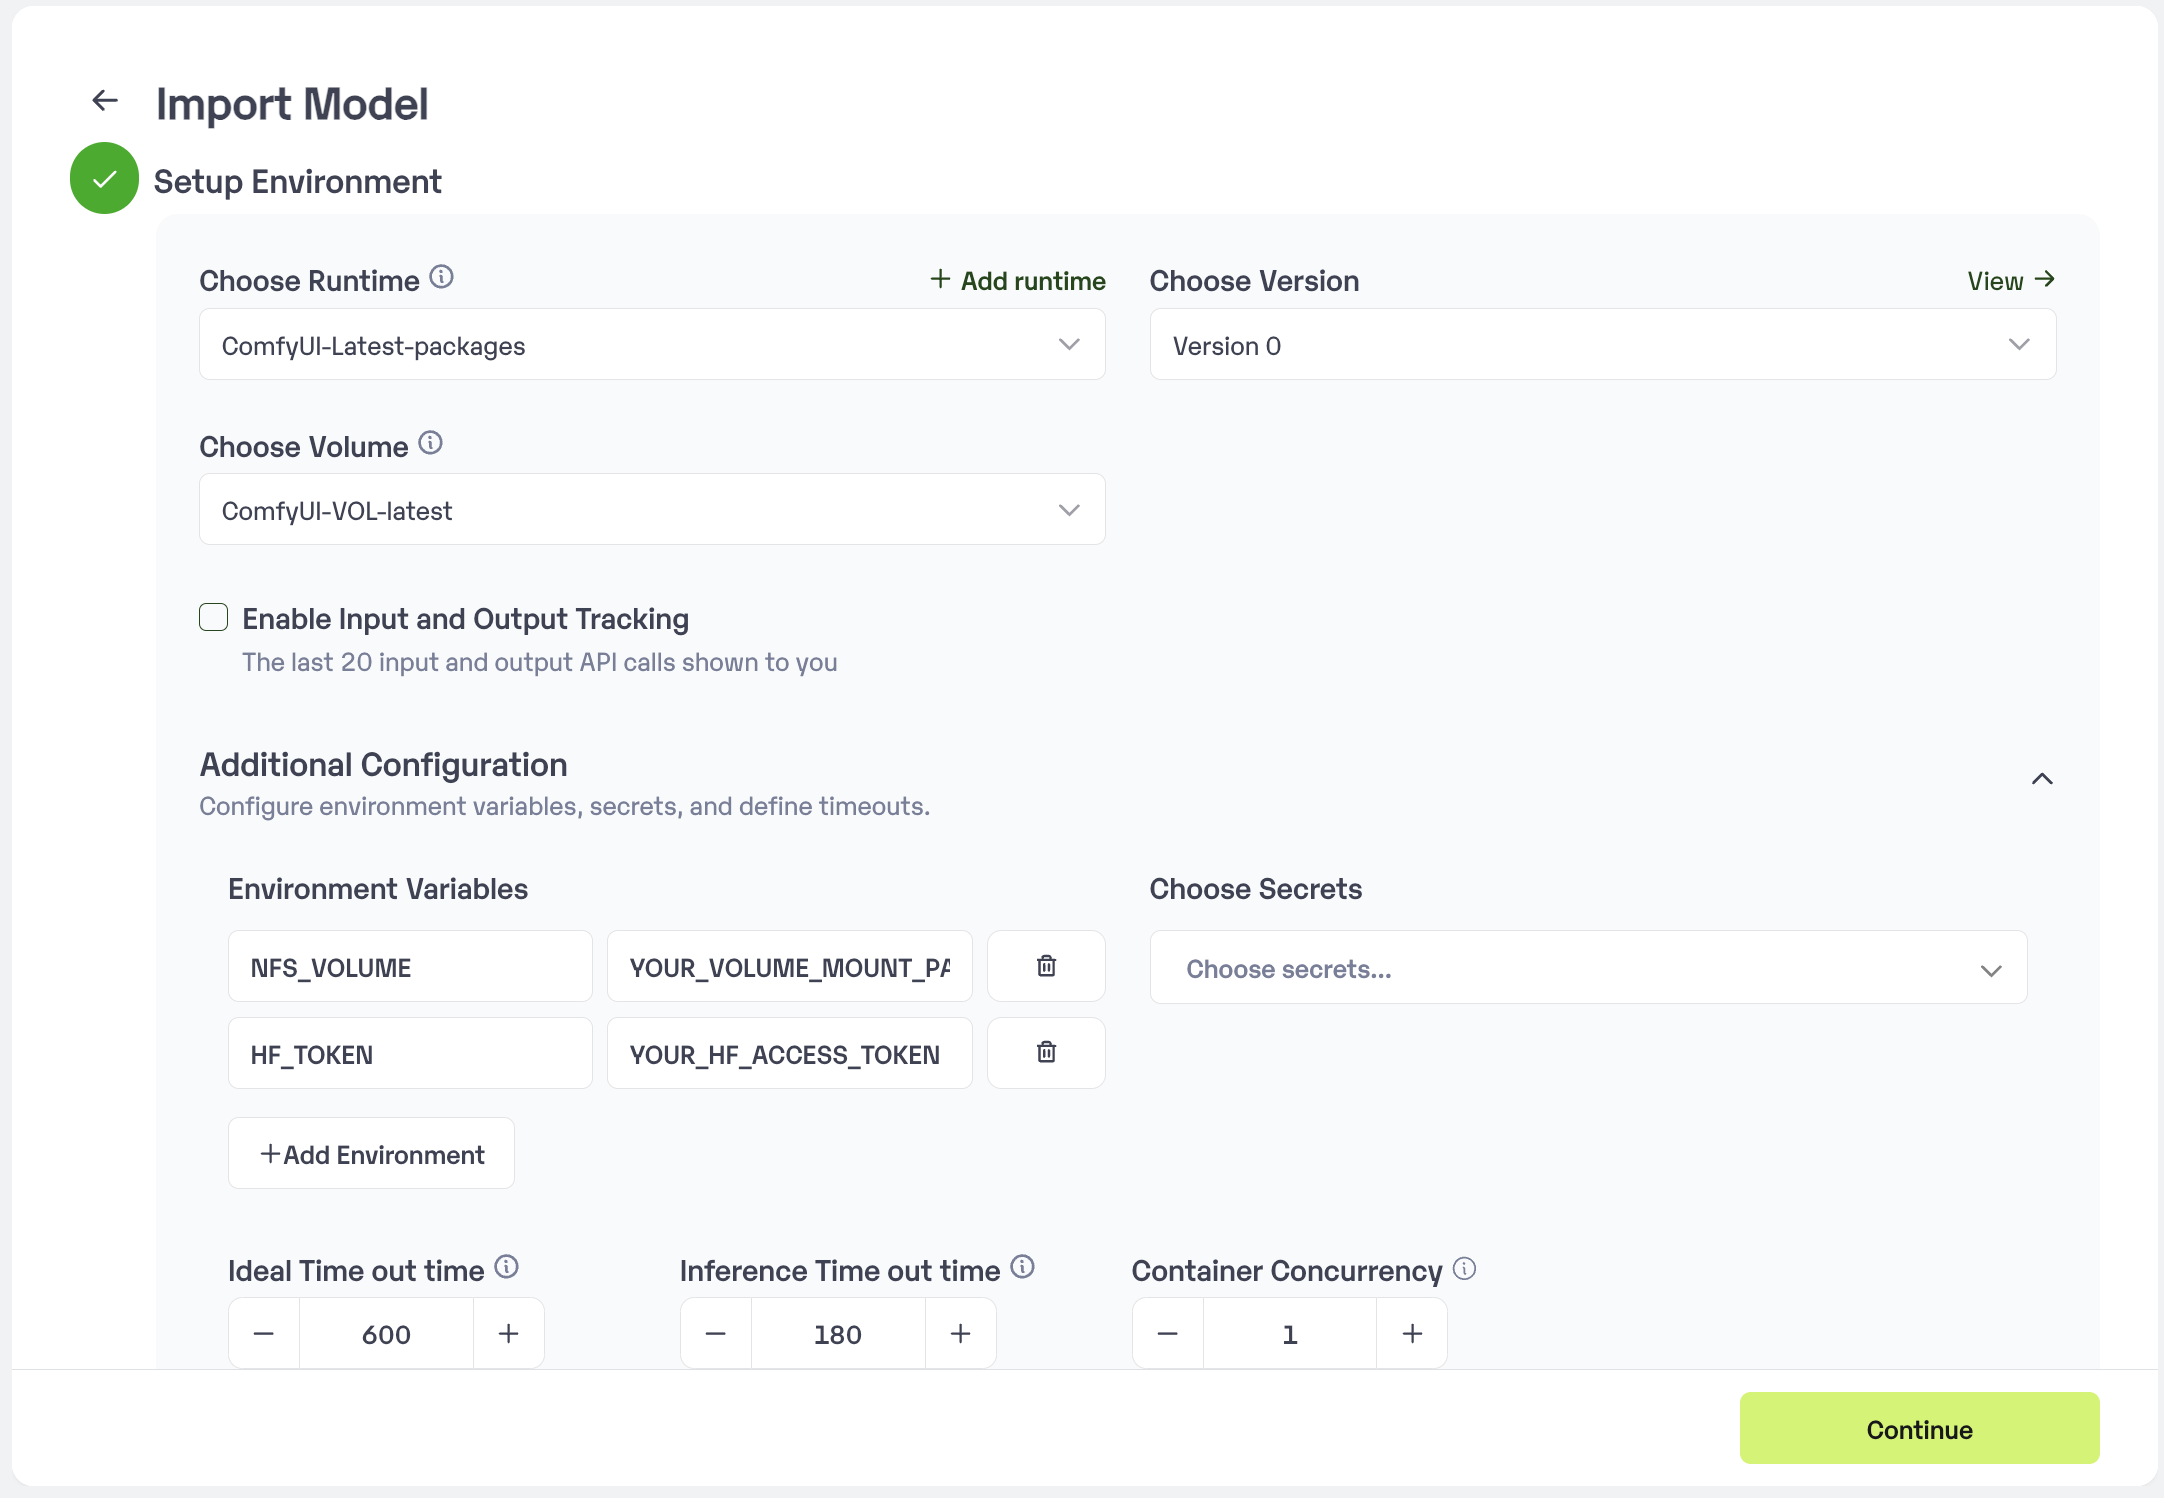 Import Model
Setup Environment
Choose Runtime
+ Add runtime
Choose Version
View →
ComfyUI-Latest-packages
Version 0
Choose Volume
ComfyUI-VOL-latest
Enable Input and Output Tracking
The last 20 input and output API calls shown to you
Additional Configuration
Configure environment variables, secrets, and define timeouts.
Environment Variables
Choose Secrets
NFS_VOLUME
YOUR_VOLUME_MOUNT_PA
Choose secrets...
HF_TOKEN
YOUR_HF_ACCESS_TOKEN
+Add Environment
Ideal Time out time
Inference Time out time
Container Concurrency
600
180
1
Continue